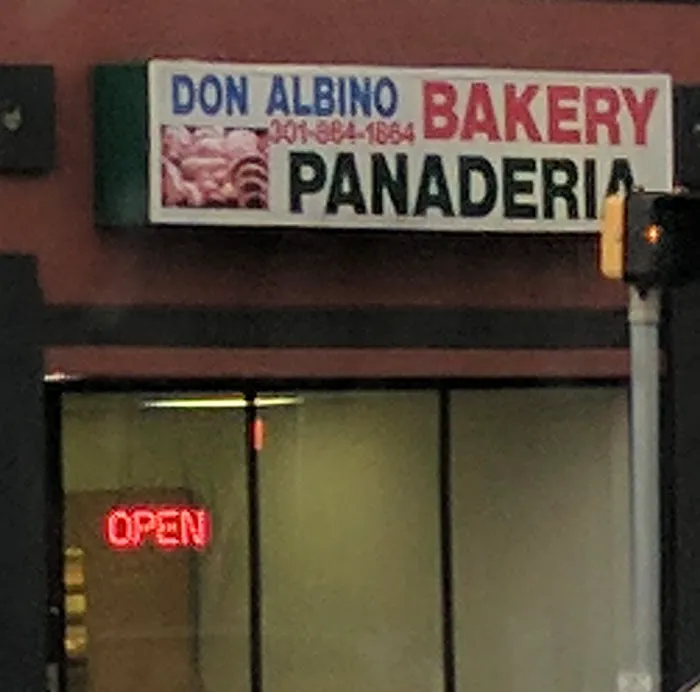 DON ALBINO
BAKERY
301-864-1664
PANADERIA
OPEN